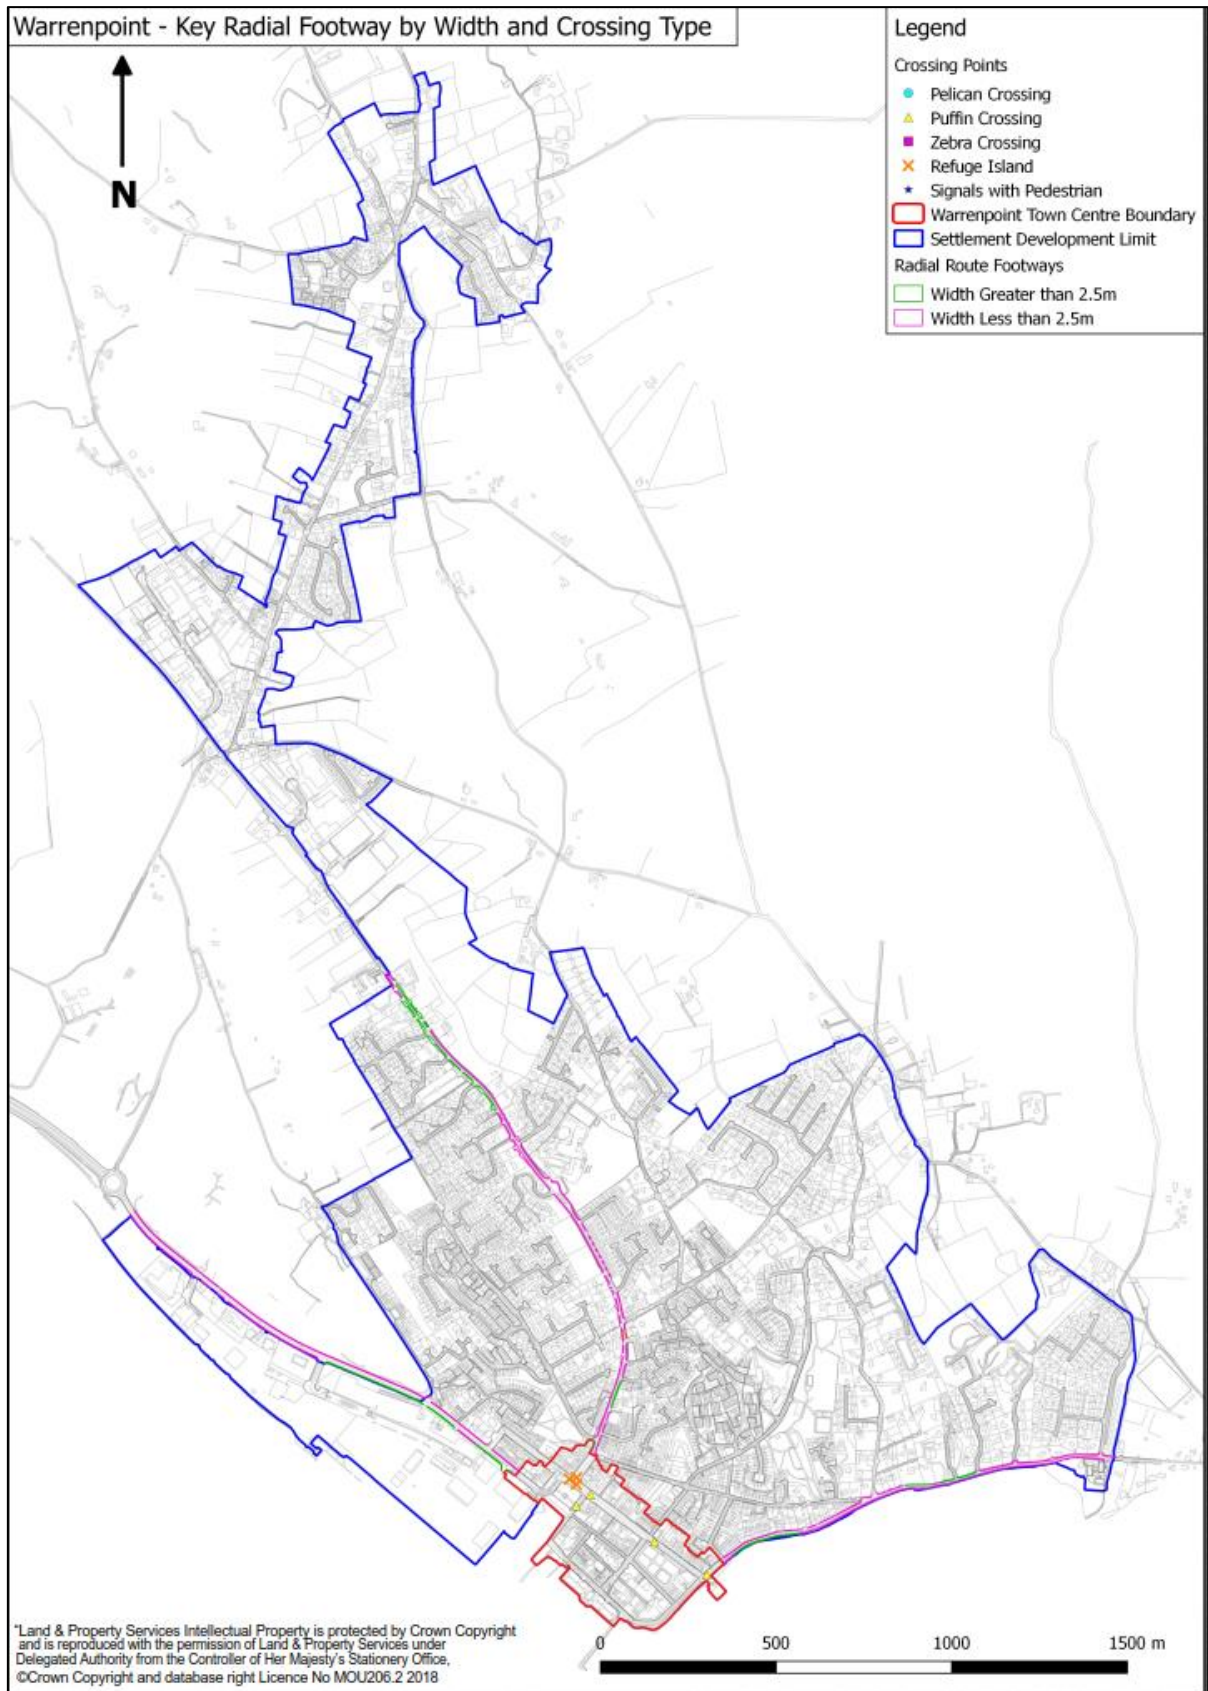 Warrenpoint - Key Radial Footway by Width and Crossing Type
N
Legend
Crossing Points
Pelican Crossing
Puffin Crossing
Zebra Crossing
Refuge Island
Signals with Pedestrian
Warrenpoint Town Centre Boundary
Settlement Development Limit
Radial Route Footways
Width Greater than 2.5m
Width Less than 2.5m
"Land & Property Services Intellectual Property is protected by Crown Copyright
and is reproduced with the permission of Land & Property Services under
Delegated Authority from the Controller of Her Majesty's Stationery Office,
©Crown Copyright and database right Licence No MOU206.2 2018
0 500 1000 1500 m